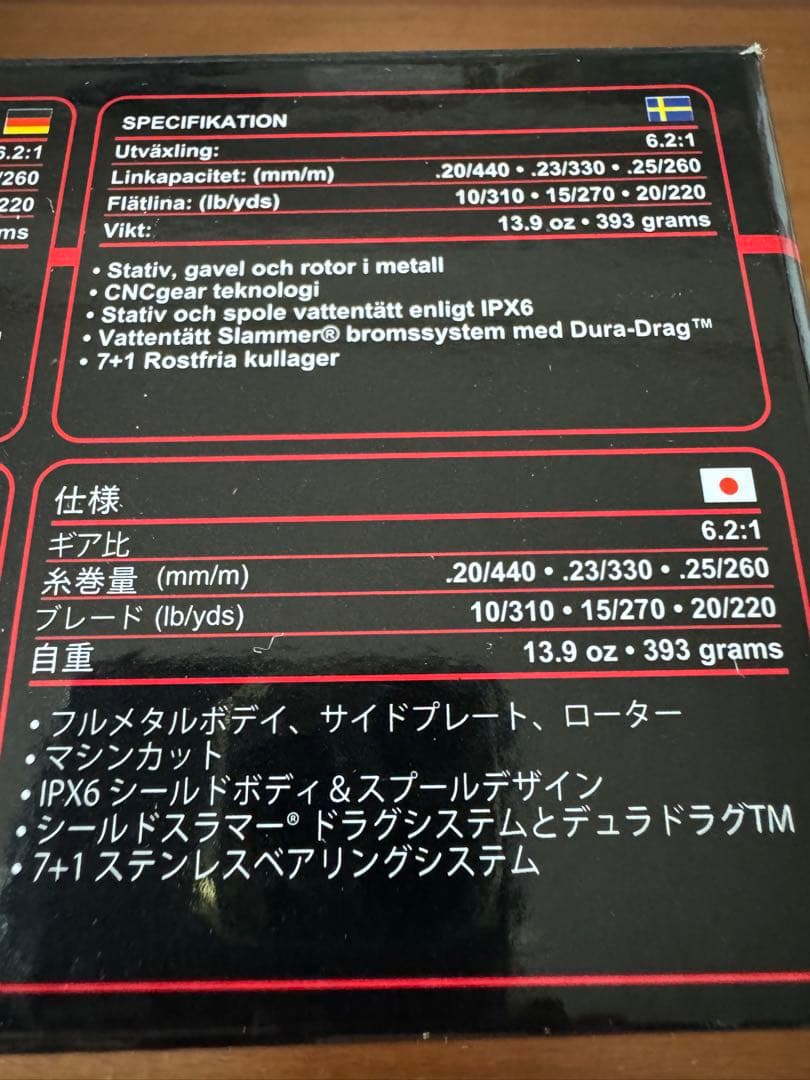 6.2:1
/260
220
ms
SPECIFIKATION
Utväxling: 6.2:1
Linkapacitet: (mm/m) .20/440 • .23/330 • .25/260
Flätlina: (lb/yds) 10/310 • 15/270 • 20/220
Vikt: 13.9 oz • 393 grams
• Stativ, gavel och rotor i metall
• CNCgear teknologi
• Stativ och spole vattentätt enligt IPX6
• Vattentätt Slammer® bromssystem med Dura-Drag™
• 7+1 Rostfria kullager
仕様
ギア比 6.2:1
糸巻量 (mm/m) .20/440 • .23/330 • .25/260
ブレード (lb/yds) 10/310 • 15/270 • 20/220
自重 13.9 oz • 393 grams
• フルメタルボデイ、サイドプレート、ローター
• マシンカット
• IPX6 シールドボディ＆スプールデザイン
• シールドスラマー® ドラグシステムとデュラドラグTM
• 7+1 ステンレスベアリングシステム